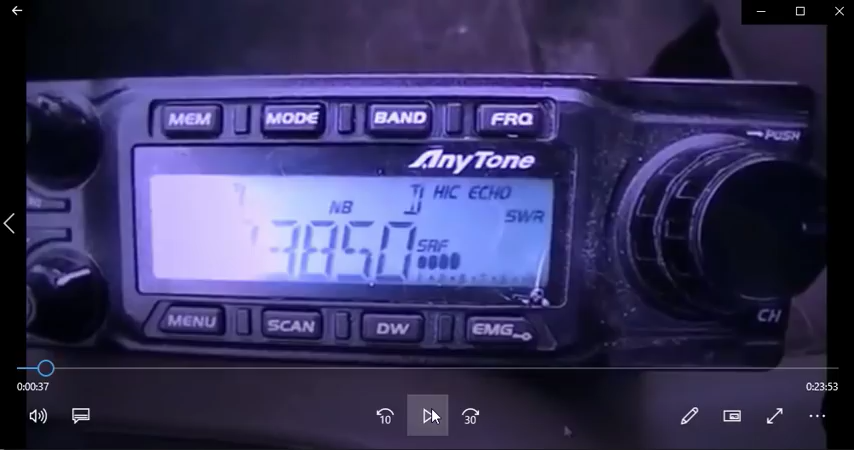 MEM MODE BAND FRQ
PUSH
AnyTone
HIC ECHO
NB
SWR
3850
SRF
MENU SCAN DW EMG
CH
0:00:37 0:23:53
10 30